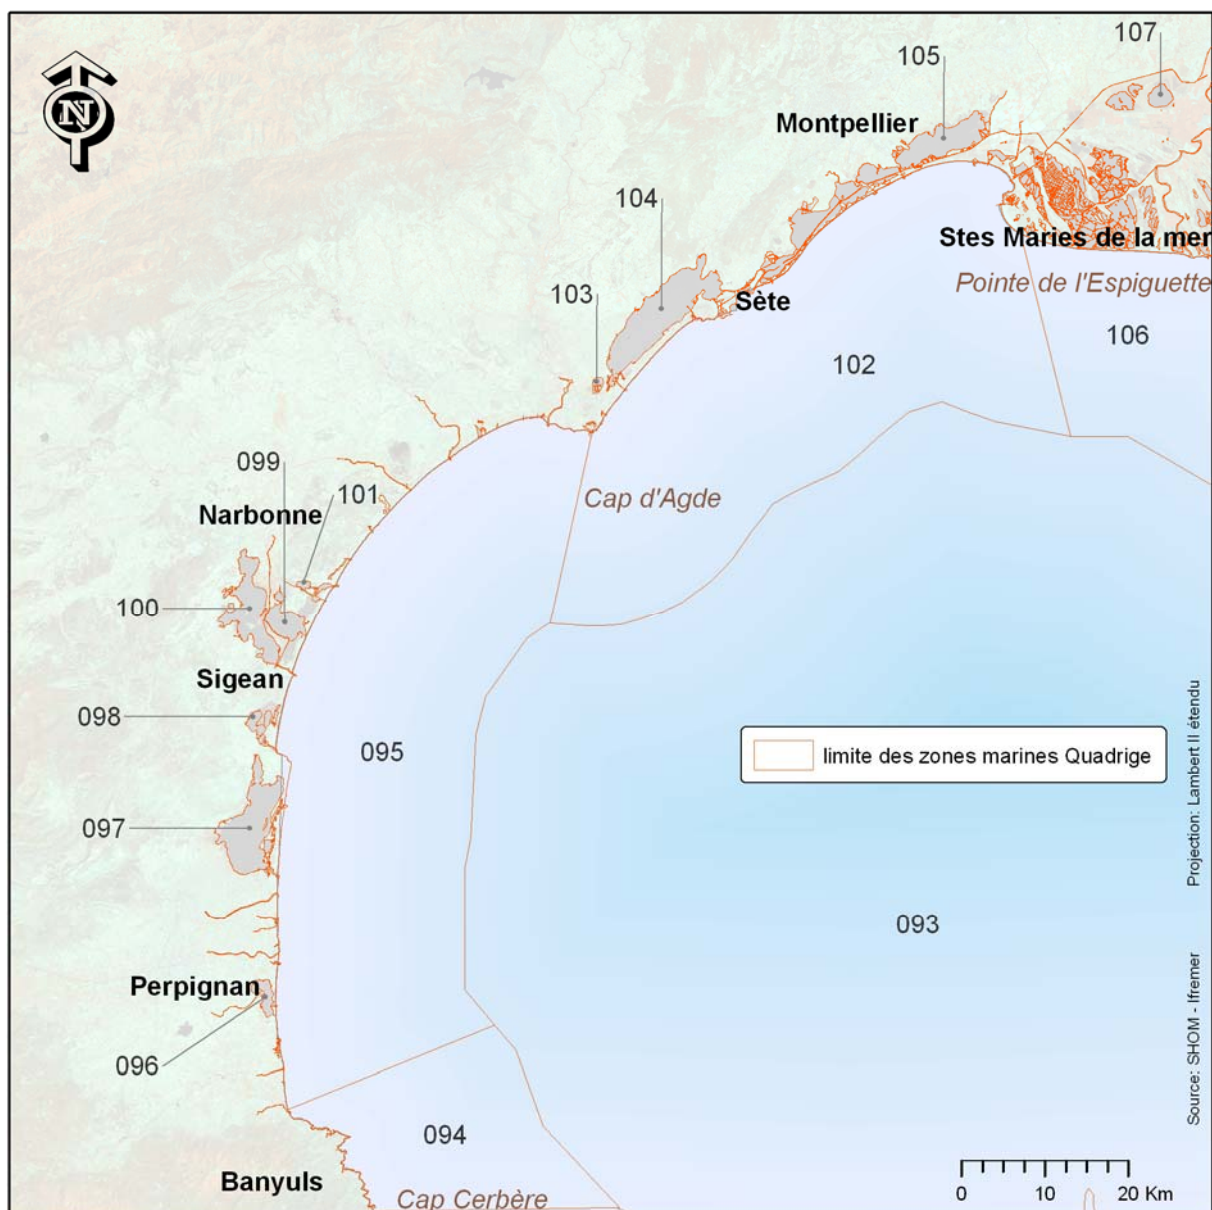 107
105
N
Montpellier
104
Stes Maries de la mer
Pointe de l'Espiguette
103
Sète
106
102
099
101
Cap d'Agde
Narbonne
100
Sigean
098
095
limite des zones marines Quadrige
097
093
Perpignan
096
094
Banyuls
Cap Cerbère
0 10 20 Km
Projection: Lambert II étendu
Source: SHOM - Ifremer